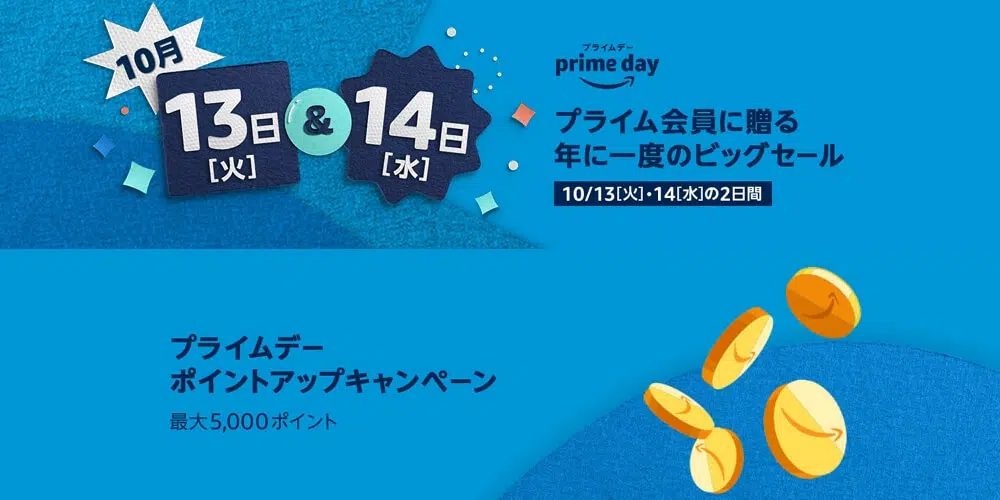 10月
13日
[火]
&
14日
[水]
プライムデー
prime day
プライム会員に贈る
年に一度のビッグセール
10/13[火]・14[水]の2日間
プライムデー
ポイントアップキャンペーン
最大5,000ポイント